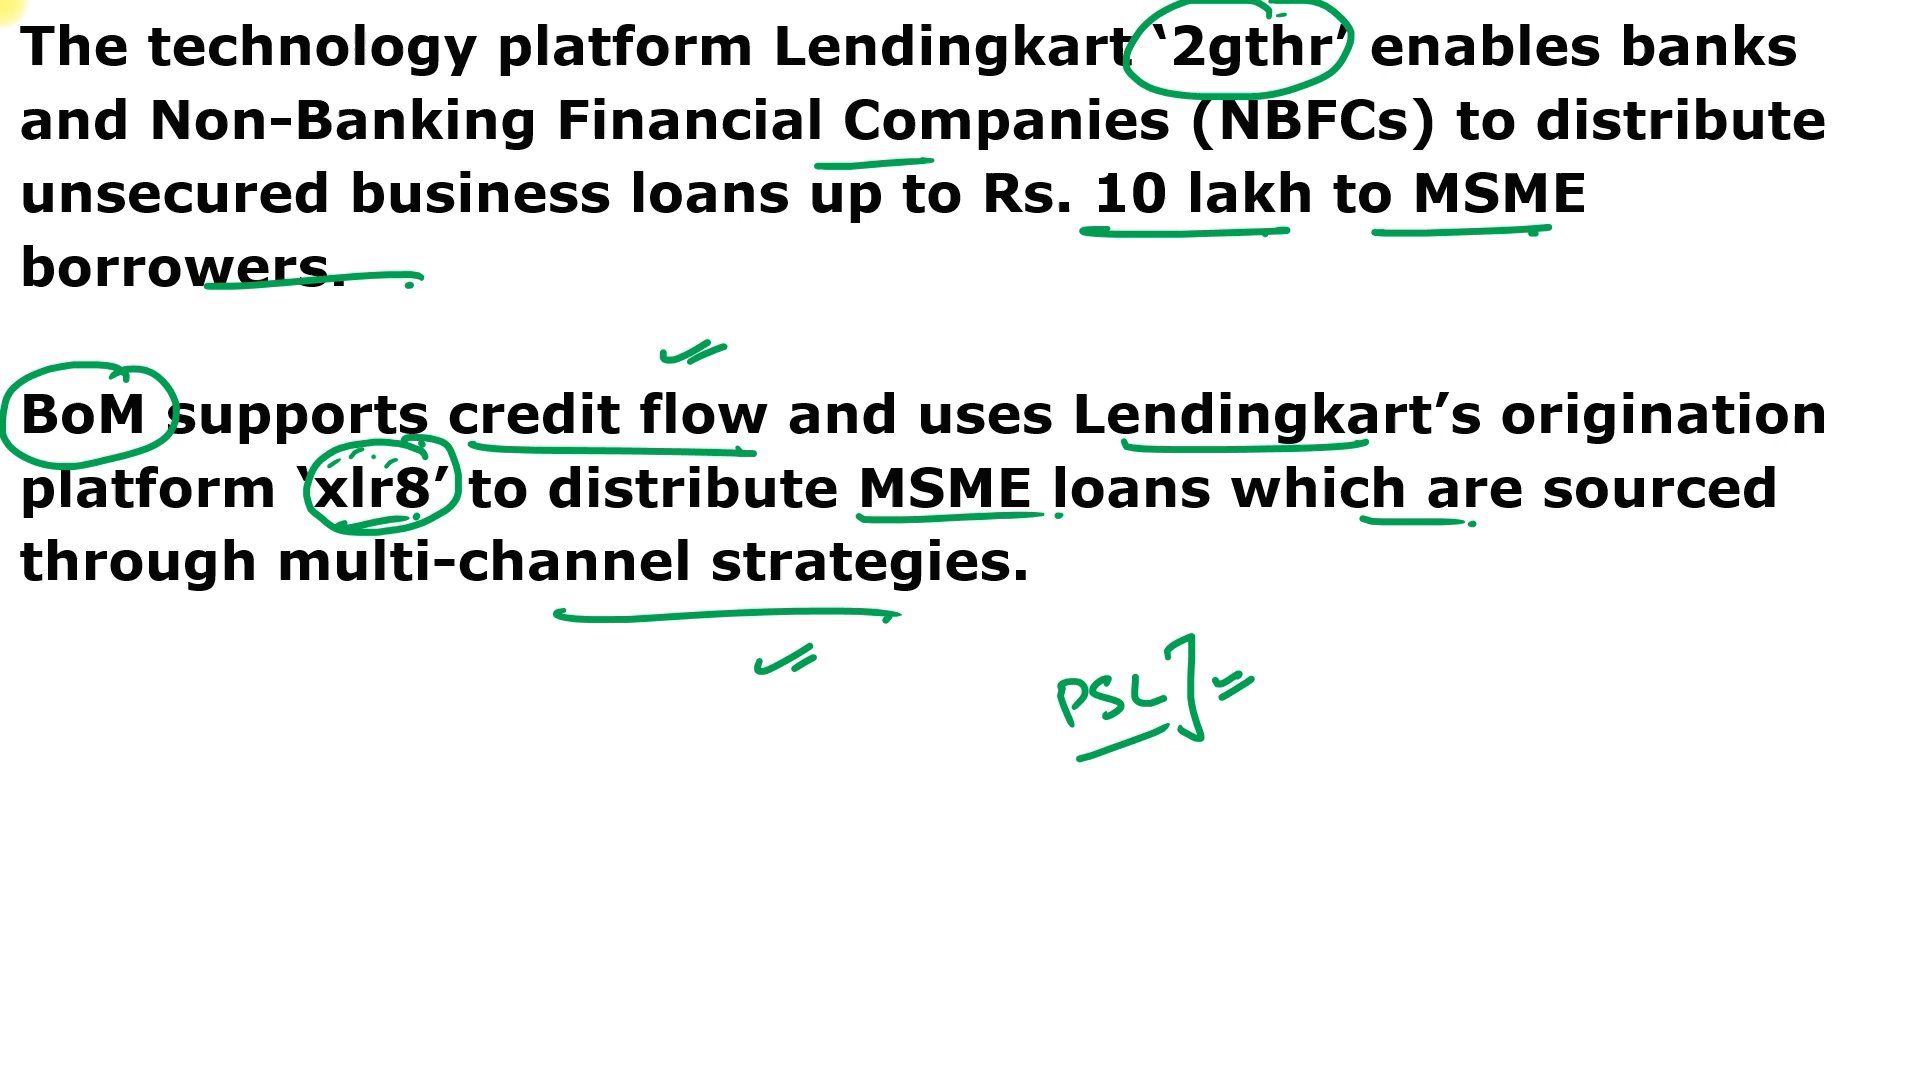 The technology platform Lendingkart ‘2gthr’ enables banks
and Non-Banking Financial Companies (NBFCs) to distribute
unsecured business loans up to Rs. 10 lakh to MSME
borrowers.
BoM supports credit flow and uses Lendingkart’s origination
platform ‘xlr8’ to distribute MSME loans which are sourced
through multi-channel strategies.
PSL]